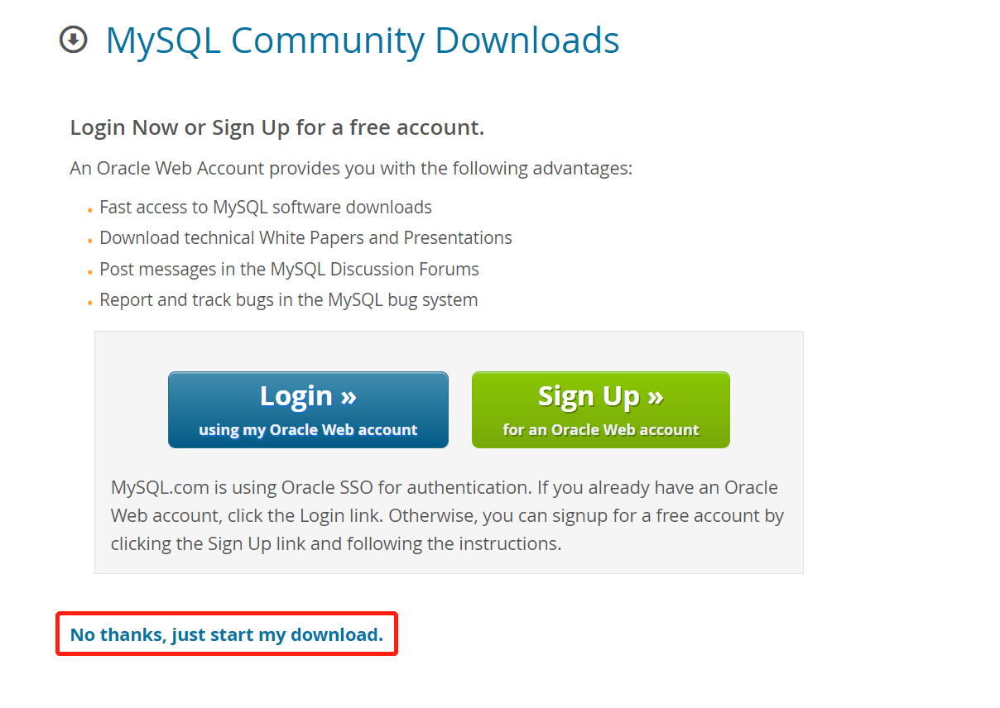 MySQL Community Downloads
Login Now or Sign Up for a free account.
An Oracle Web Account provides you with the following advantages:
Fast access to MySQL software downloads
Download technical White Papers and Presentations
Post messages in the MySQL Discussion Forums
Report and track bugs in the MySQL bug system
Login »
using my Oracle Web account
Sign Up »
for an Oracle Web account
MySQL.com is using Oracle SSO for authentication. If you already have an Oracle
Web account, click the Login link. Otherwise, you can signup for a free account by
clicking the Sign Up link and following the instructions.
No thanks, just start my download.